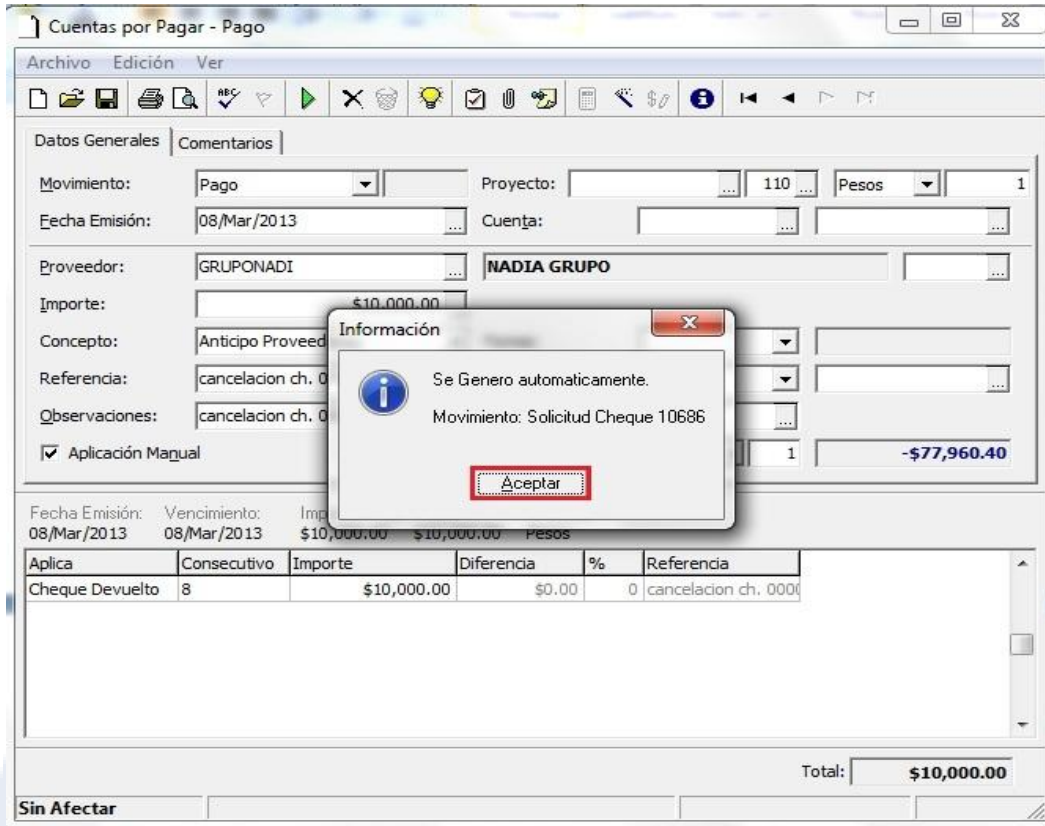 Cuentas por Pagar - Pago
Archivo Edición Ver
ABC
Datos Generales Comentarios
Movimiento: Pago Proyecto: ... 110 ... Pesos 1
Fecha Emisión: 08/Mar/2013 ... Cuenta: ... ...
Proveedor: GRUPONADI ... NADIA GRUPO ...
Importe: $10,000.00
Concepto: Anticipo Proveed
Referencia: cancelacion ch. 0 ...
Observaciones: cancelacion ch. 0 ...
Aplicación Manual 1 -$77,960.40
Información
Se Genero automaticamente.
Movimiento: Solicitud Cheque 10686
Aceptar
Fecha Emisión: Vencimiento: Imp
08/Mar/2013 08/Mar/2013 $10,000.00 $10,000.00 Pesos
Aplica Consecutivo Importe Diferencia % Referencia
Cheque Devuelto 8 $10,000.00 $0.00 0 cancelacion ch. 000
Total: $10,000.00
Sin Afectar